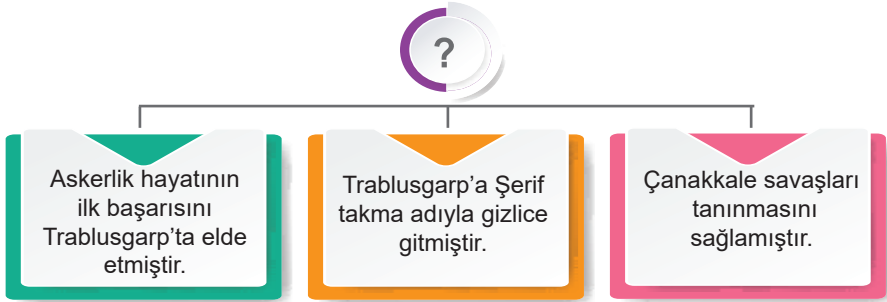 ?
Askerlik hayatının
ilk başarısını
Trablusgarp’ta elde
etmiştir.
Trablusgarp’a Şerif
takma adıyla gizlice
gitmiştir.
Çanakkale savaşları
tanınmasını
sağlamıştır.